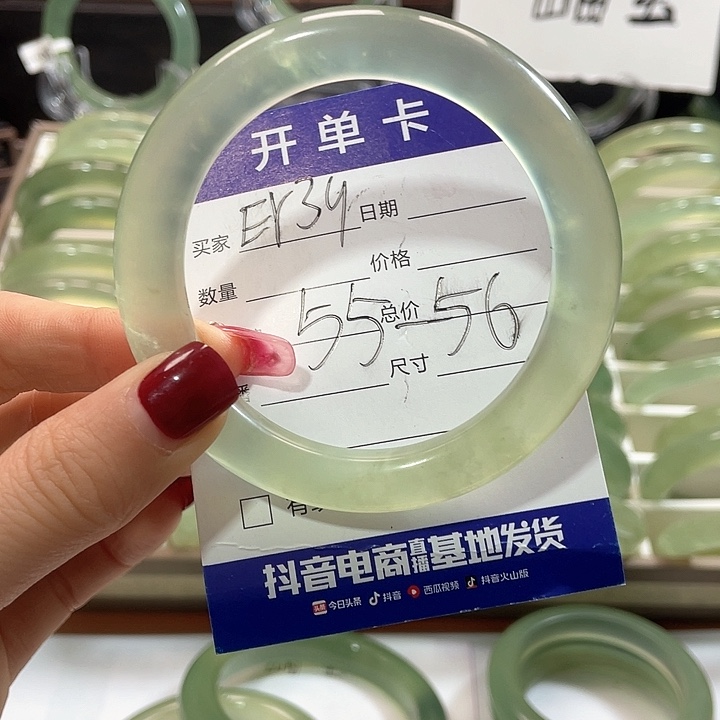 开单卡
买家 EY34 日期
数量 价格
55-56 总价
尺寸
抖音电商直播基地发货
头条 今日头条 抖音 西瓜视频 抖音火山版